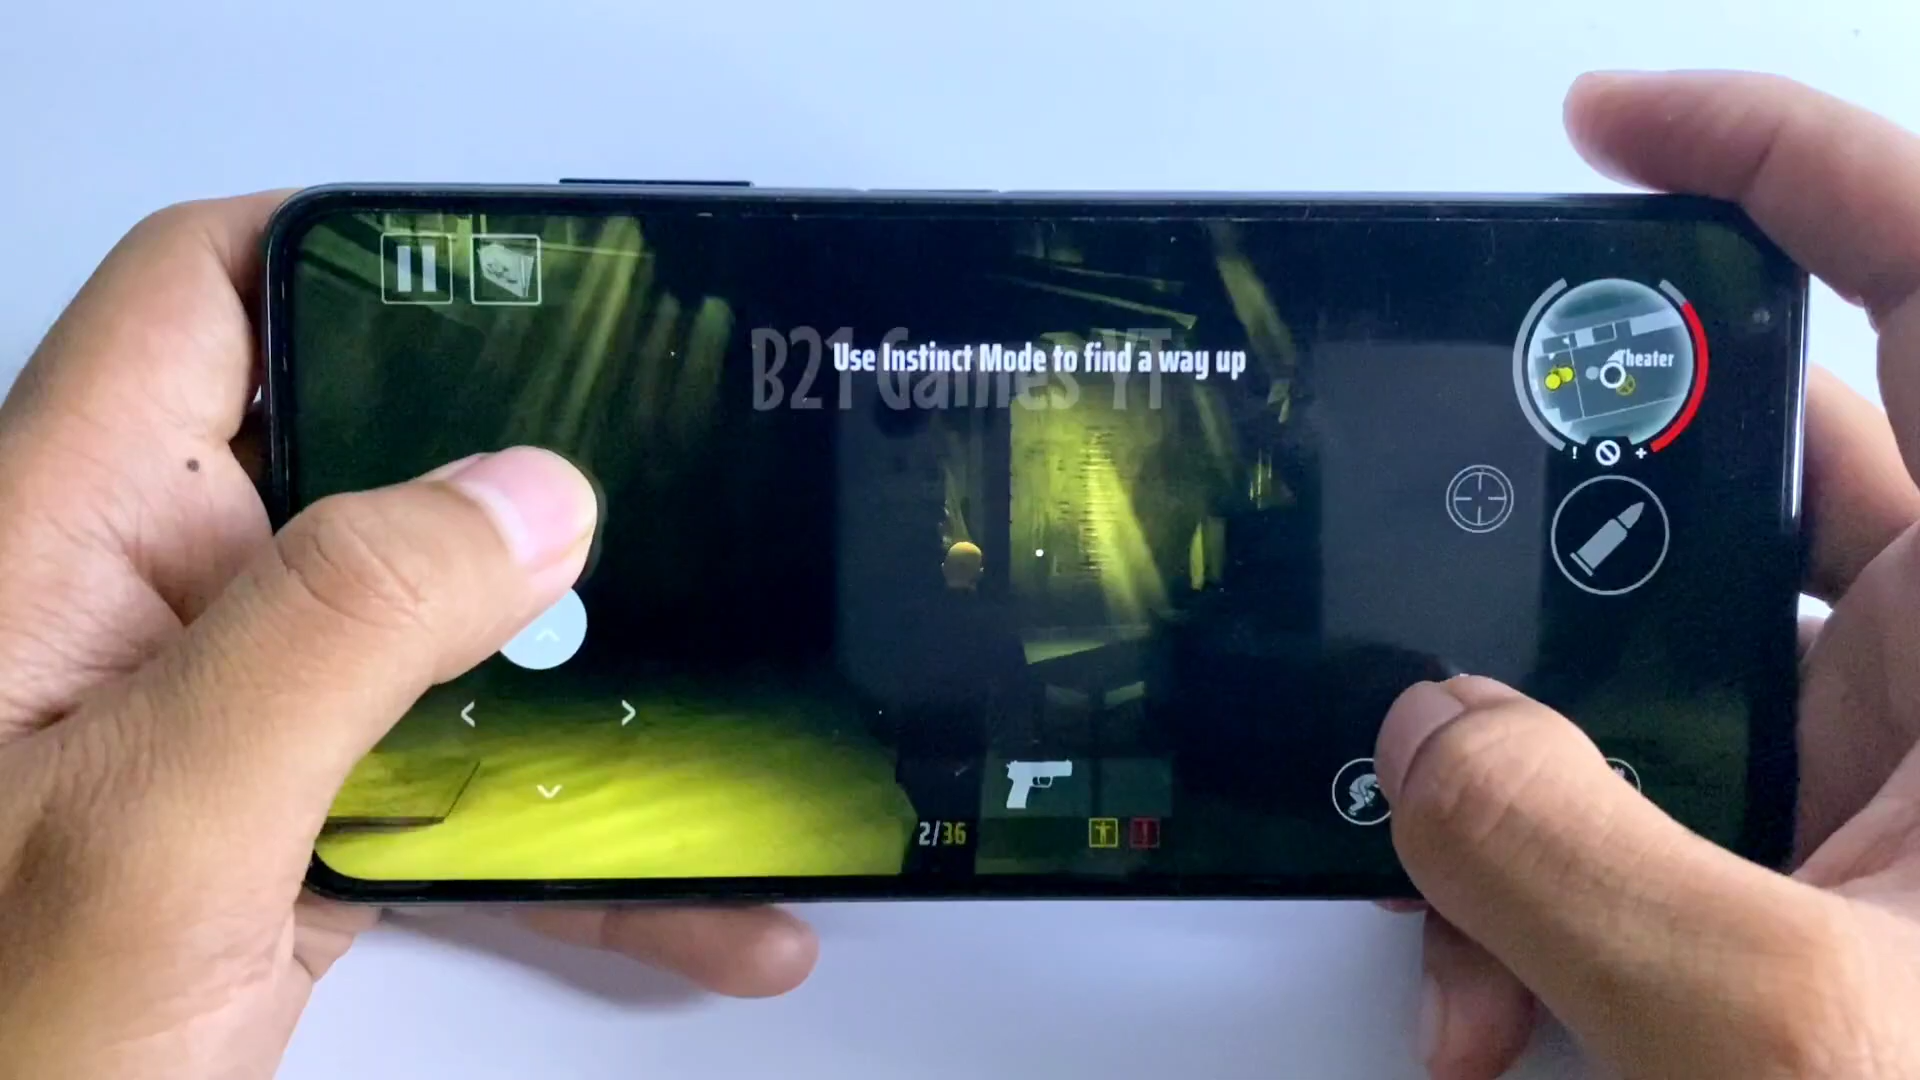 Use Instinct Mode to find a way up
B21 Games YT
Theater
! +
2/36